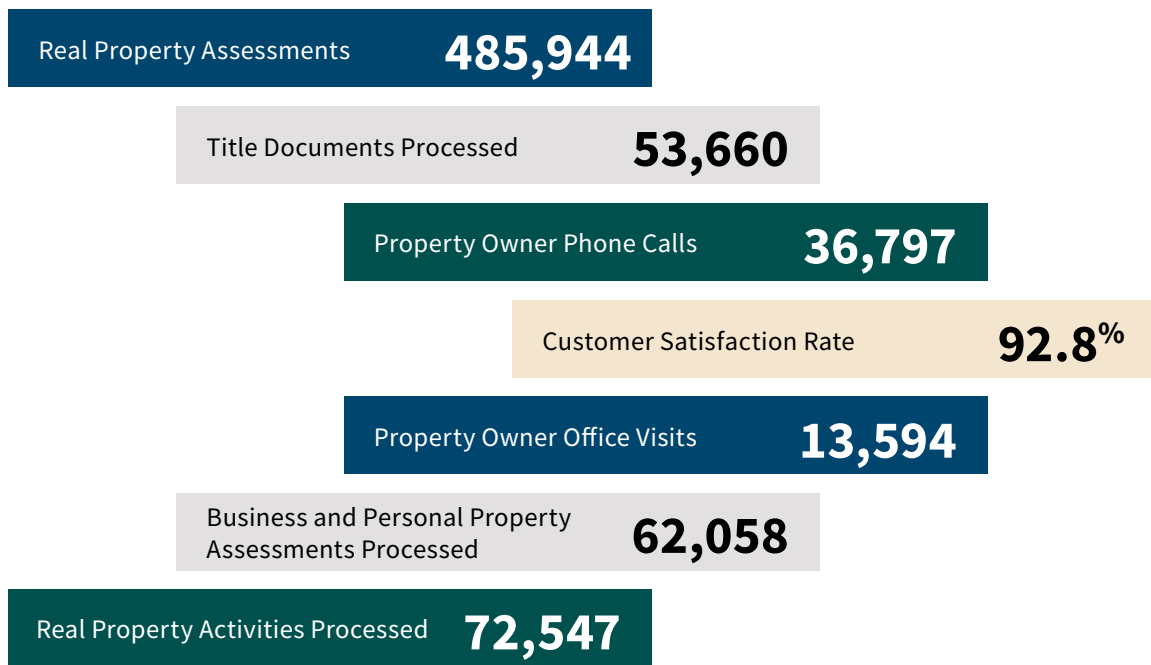 Real Property Assessments 485,944
Title Documents Processed 53,660
Property Owner Phone Calls 36,797
Customer Satisfaction Rate 92.8%
Property Owner Office Visits 13,594
Business and Personal Property
Assessments Processed 62,058
Real Property Activities Processed 72,547